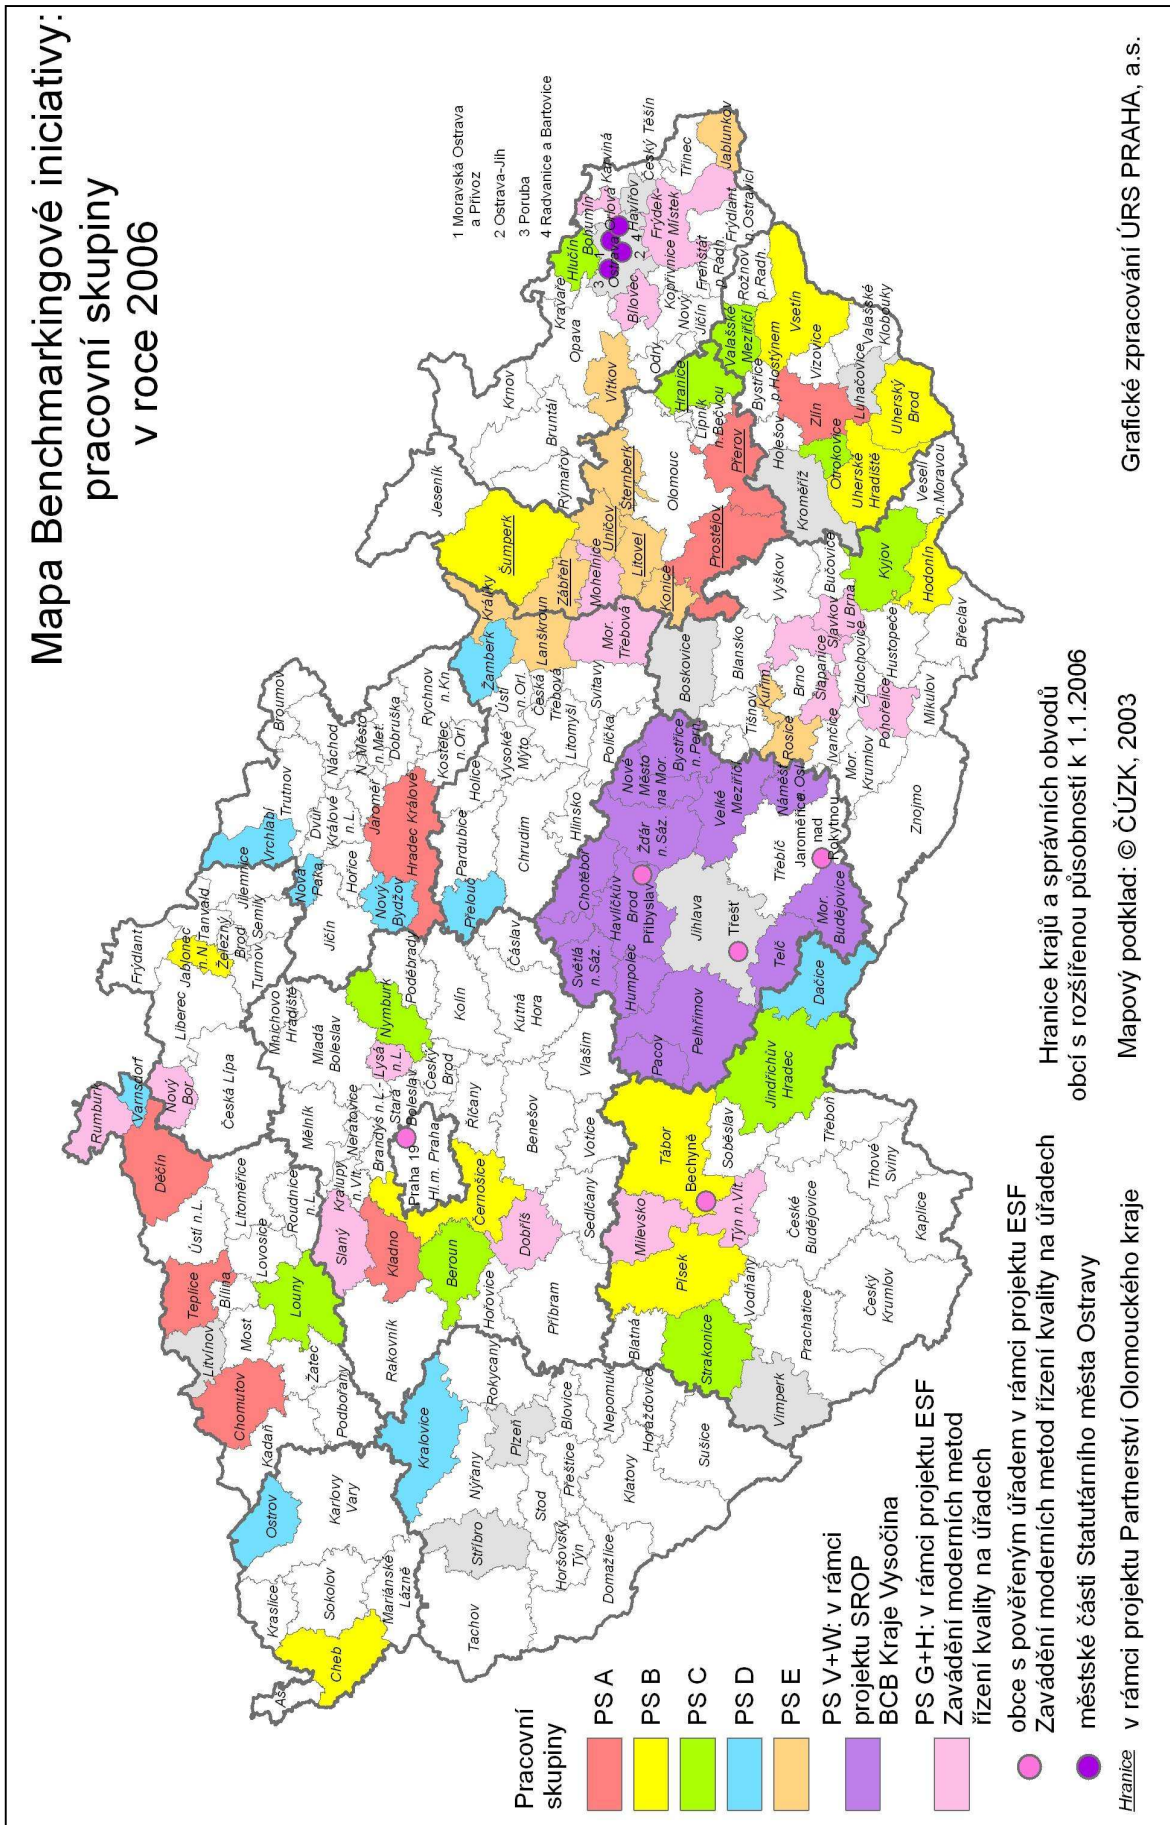 Mapa Benchmarkingové iniciativy:
pracovní skupiny
v roce 2006
1 Moravská Ostrava
a Přívoz
2 Ostrava-Jih
3 Poruba
4 Radvanice a Bartovice
Rumburk
Varnsdorf
Děčín
Nový
Bor
Česká Lípa
Frýdlant
Liberec
Jablonec
n.N.
Tanvald
Železný
Brod
Jilemnice
Semily
Turnov
Ústí n.L.
Litoměřice
Lovosice
Roudnice
n.L.
Teplice
Bílina
Litvínov
Most
Louny
Žatec
Chomutov
Kadaň
Podbořany
Ostrov
Karlovy
Vary
Kraslice
Sokolov
Mariánské
Lázně
Cheb
Aš
Mnichovo
Hradiště
Mladá
Boleslav
Mělník
Neratovice
Kralupy
n.Vlt.
Brandýs n.L.-
Stará
Boleslav
Lysá
n.L.
Nymburk
Poděbrady
Český
Brod
Kolín
Kutná
Hora
Čáslav
Říčany
Benešov
Vlašim
Votice
Sedlčany
Praha 19
Hl.m. Praha
Černošice
Slaný
Kladno
Beroun
Dobříš
Hořovice
Příbram
Rakovník
Vrchlabí
Trutnov
Broumov
Náchod
N. Město
n.Met.
Dobruška
Dvůr
Králové
n.L.
Jaroměř
Nová
Paka
Hořice
Jičín
Nový
Bydžov
Hradec Králové
Kostelec
n.Orl.
Rychnov
n.Kn.
Přelouč
Pardubice
Holice
Chrudim
Hlinsko
Vysoké
Mýto
Litomyšl
Polička
Svitavy
Česká
Třebová
Ústí
n.Orl.
Žamberk
Králíky
Lanškroun
Mor.
Třebová
Kralovice
Rokycany
Plzeň
Nýřany
Stříbro
Tachov
Stod
Přeštice
Blovice
Nepomuk
Horšovský
Týn
Domažlice
Klatovy
Horažďovice
Sušice
Blatná
Strakonice
Vimperk
Písek
Vodňany
Prachatice
Milevsko
Tábor
Bechyně
Týn n.Vlt.
Soběslav
Jindřichův
Hradec
Dačice
Třeboň
České
Budějovice
Trhové
Sviny
Kaplice
Český
Krumlov
Světlá
n.Sáz.
Chotěboř
Havlíčkův
Brod
Přibyslav
Humpolec
Pacov
Pelhřimov
Jihlava
Třešť
Telč
Mor.
Budějovice
Žďár
n.Sáz.
Nové
Město
na Mor.
Bystřice
n.Pern.
Velké
Meziříčí
Náměšť
n.Osl.
Třebíč
Jaroměřice
nad
Rokytnou
Boskovice
Blansko
Tišnov
Kuřim
Brno
Rosice
Ivančice
Šlapanice
Slavkov
u Brna
Bučovice
Vyškov
Židlochovice
Pohořelice
Hustopeče
Mor.
Krumlov
Znojmo
Mikulov
Břeclav
Hodonín
Kyjov
Veselí
n.Moravou
Jeseník
Šumperk
Zábřeh
Mohelnice
Uničov
Litovel
Konice
Šternberk
Olomouc
Prostějov
Přerov
Lipník
n.Bečvou
Hranice
Krnov
Bruntál
Rýmařov
Opava
Vítkov
Kravaře
Hlučín
Bohumín
Ostrava
Orlová
Karviná
Havířov
Český Těšín
Třinec
Jablunkov
Frýdek-
Místek
Frýdlant
n.Ostravicí
Frenštát
p.Radh.
Kopřivnice
Nový
Jičín
Bílovec
Odry
1
2
3
4
Rožnov
p.Radh.
Valašské
Meziříčí
Vsetín
Bystřice
p.Hostýnem
Holešov
Kroměříž
Otrokovice
Zlín
Vizovice
Luhačovice
Valašské
Klobouky
Uherské
Hradiště
Uherský
Brod
Pracovní
skupiny
PS A
PS B
PS C
PS D
PS E
PS V+W: v rámci
projektu SROP
BCB Kraje Vysočina
PS G+H: v rámci projektu ESF
Zavádění moderních metod
řízení kvality na úřadech
obce s pověřeným úřadem v rámci projektu ESF
Zavádění moderních metod řízení kvality na úřadech
městské části Statutárního města Ostravy
Hranice v rámci projektu Partnerství Olomouckého kraje
Hranice krajů a správních obvodů
obcí s rozšířenou působností k 1.1.2006
Mapový podklad: © ČÚZK, 2003
Grafické zpracování ÚRS PRAHA, a.s.